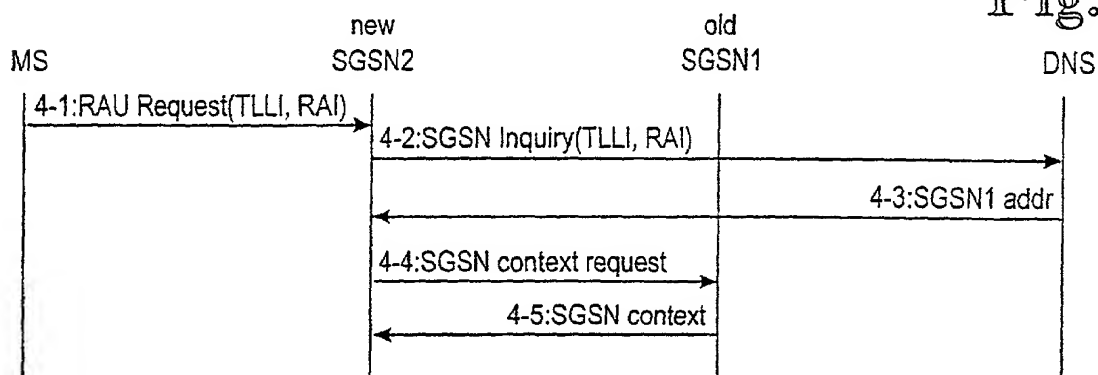 Fig.
new
old
MS
SGSN2
SGSN1
DNS
4-1:RAU Request(TLLI, RAI)
4-2:SGSN Inquiry(TLLI, RAI)
4-3:SGSN1 addr
4-4:SGSN context request
4-5:SGSN context